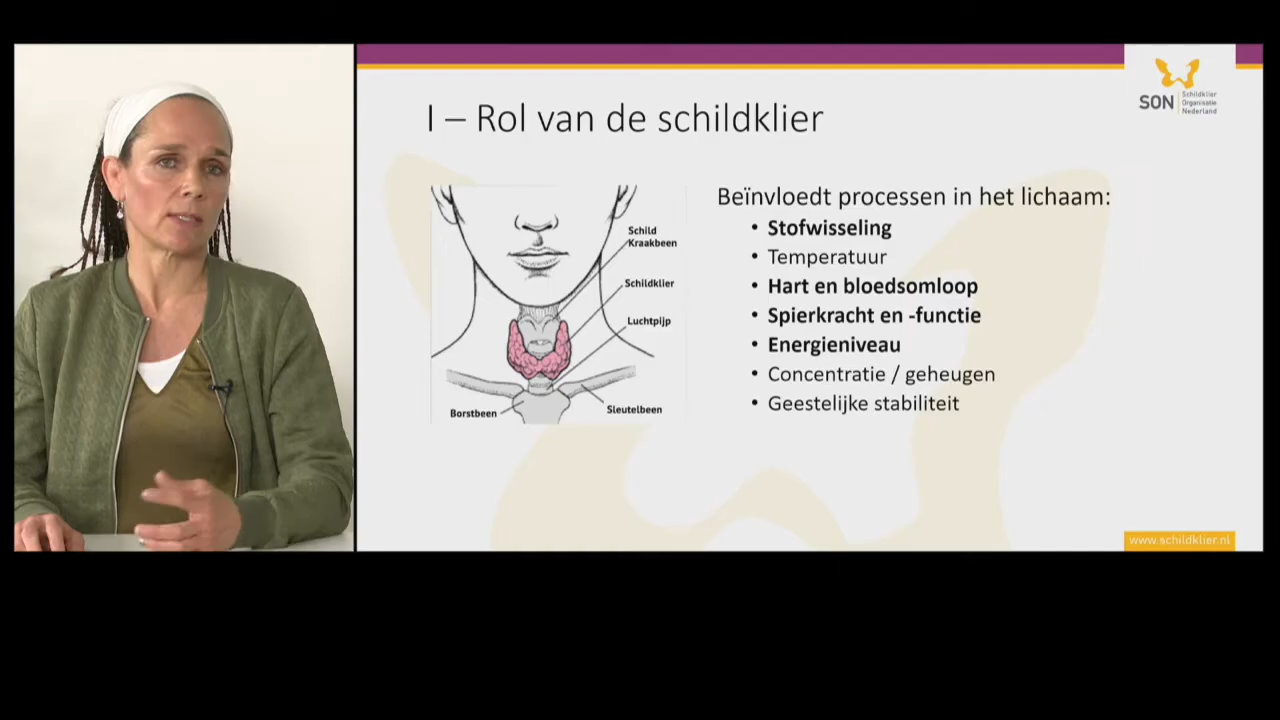 I – Rol van de schildklier
SON
Schildklier
Organisatie
Nederland
Beïnvloedt processen in het lichaam:
• Stofwisseling
• Temperatuur
• Hart en bloedsomloop
• Spierkracht en -functie
• Energieniveau
• Concentratie / geheugen
• Geestelijke stabiliteit
Schild
Kraakbeen
Schildklier
Luchtpijp
Borstbeen
Sleutelbeen
www.schildklier.nl